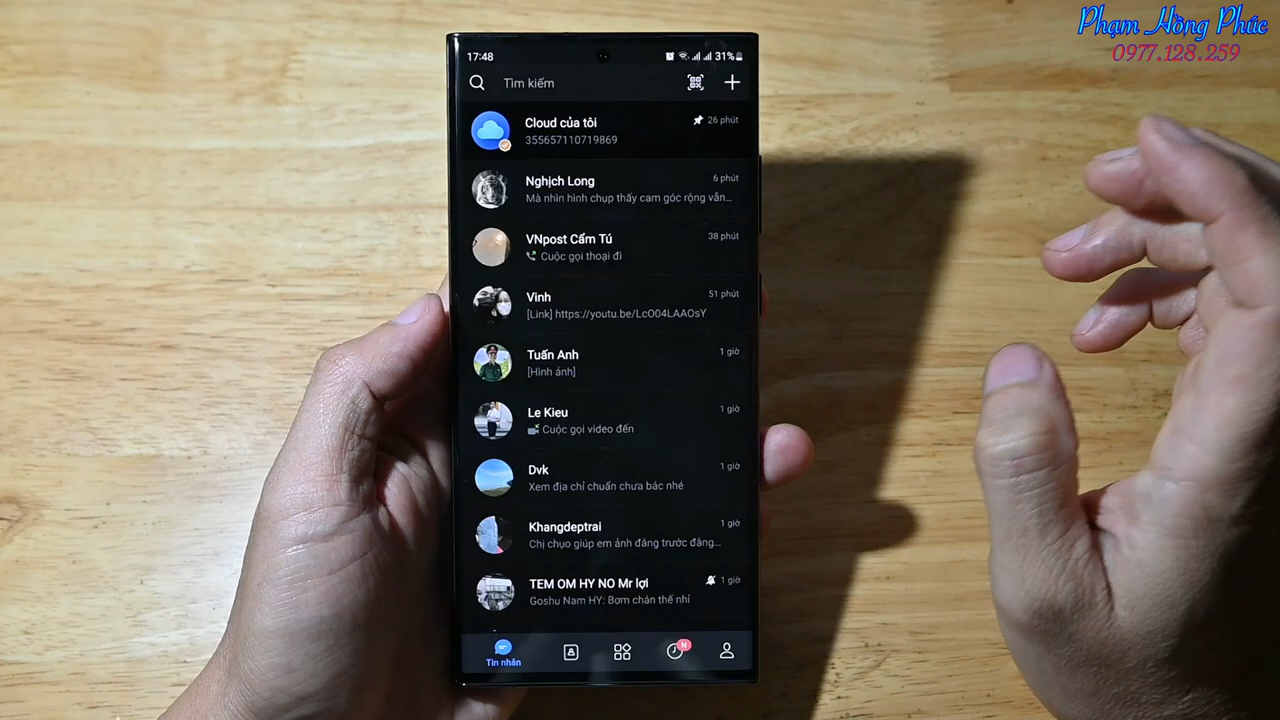 Phạm Hồng Phúc
0977.128.259
17:48
31%
Tìm kiếm
Cloud của tôi
26 phút
355657110719869
Nghịch Long
6 phút
Mà nhìn hình chụp thấy cam góc rộng vẫn...
VNpost Cẩm Tú
38 phút
Cuộc gọi thoại đi
Vinh
51 phút
[Link] https://youtu.be/LcO04LAAOsY
Tuấn Anh
1 giờ
[Hình ảnh]
Le Kieu
1 giờ
Cuộc gọi video đến
Dvk
1 giờ
Xem địa chỉ chuẩn chưa bác nhé
Khangdeptrai
1 giờ
Chị chụo giúp em ảnh đằng trước đằng...
TEM OM HY NO Mr lợi
1 giờ
Goshu Nam HY: Bơm chán thế nhỉ
N
Tin nhắn